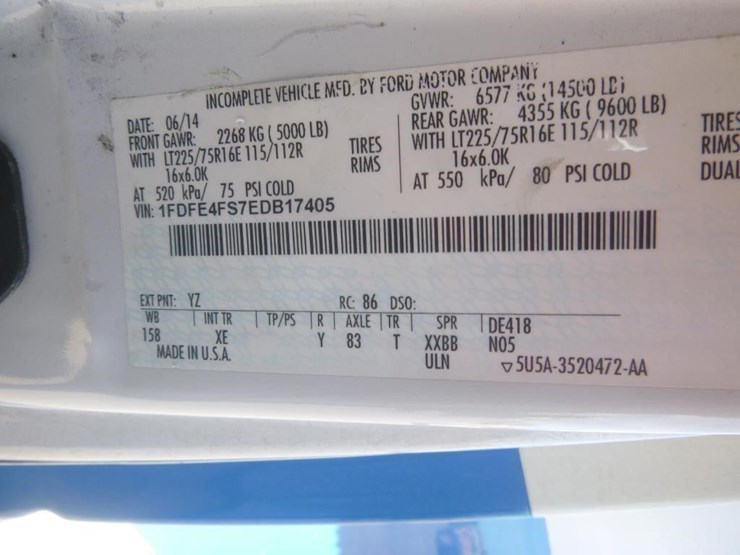 INCOMPLETE VEHICLE MFD. BY FORD MOTOR COMPANY
DATE: 06/14 GVWR: 6577 KG (14500 LB)
FRONT GAWR: 2268 KG (5000 LB) REAR GAWR: 4355 KG (9600 LB)
WITH LT225/75R16E 115/112R TIRES WITH LT225/75R16E 115/112R TIRES
16x6.0K RIMS 16x6.0K RIMS
AT 520 kPa/ 75 PSI COLD AT 550 kPa/ 80 PSI COLD DUAL
VIN: 1FDFE4FS7EDB17405
EXT PNT: YZ RC: 86 DSO:
WB INT TR TP/PS R AXLE TR SPR DE418
158 XE Y 83 T XXBB N05
MADE IN U.S.A. ULN ▽5U5A-3520472-AA